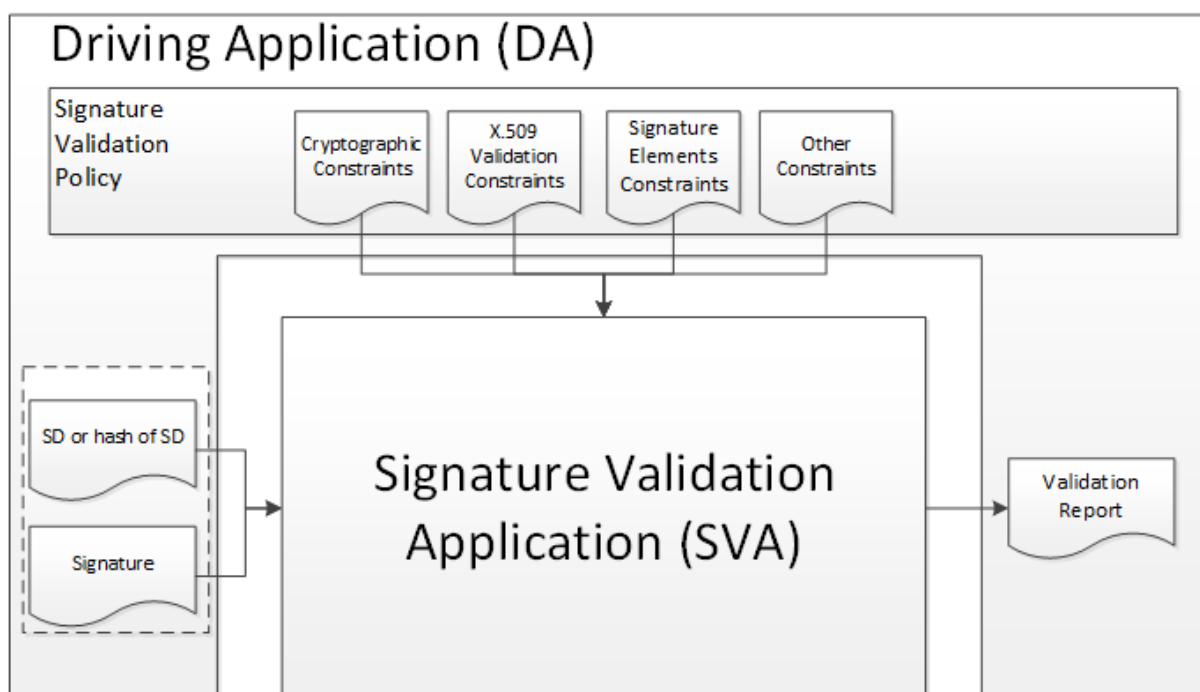 Driving Application (DA)
Signature
Validation
Policy
Cryptographic
Constraints
X.509
Validation
Constraints
Signature
Elements
Constraints
Other
Constraints
SD or hash of SD
Signature
Signature Validation
Application (SVA)
Validation
Report